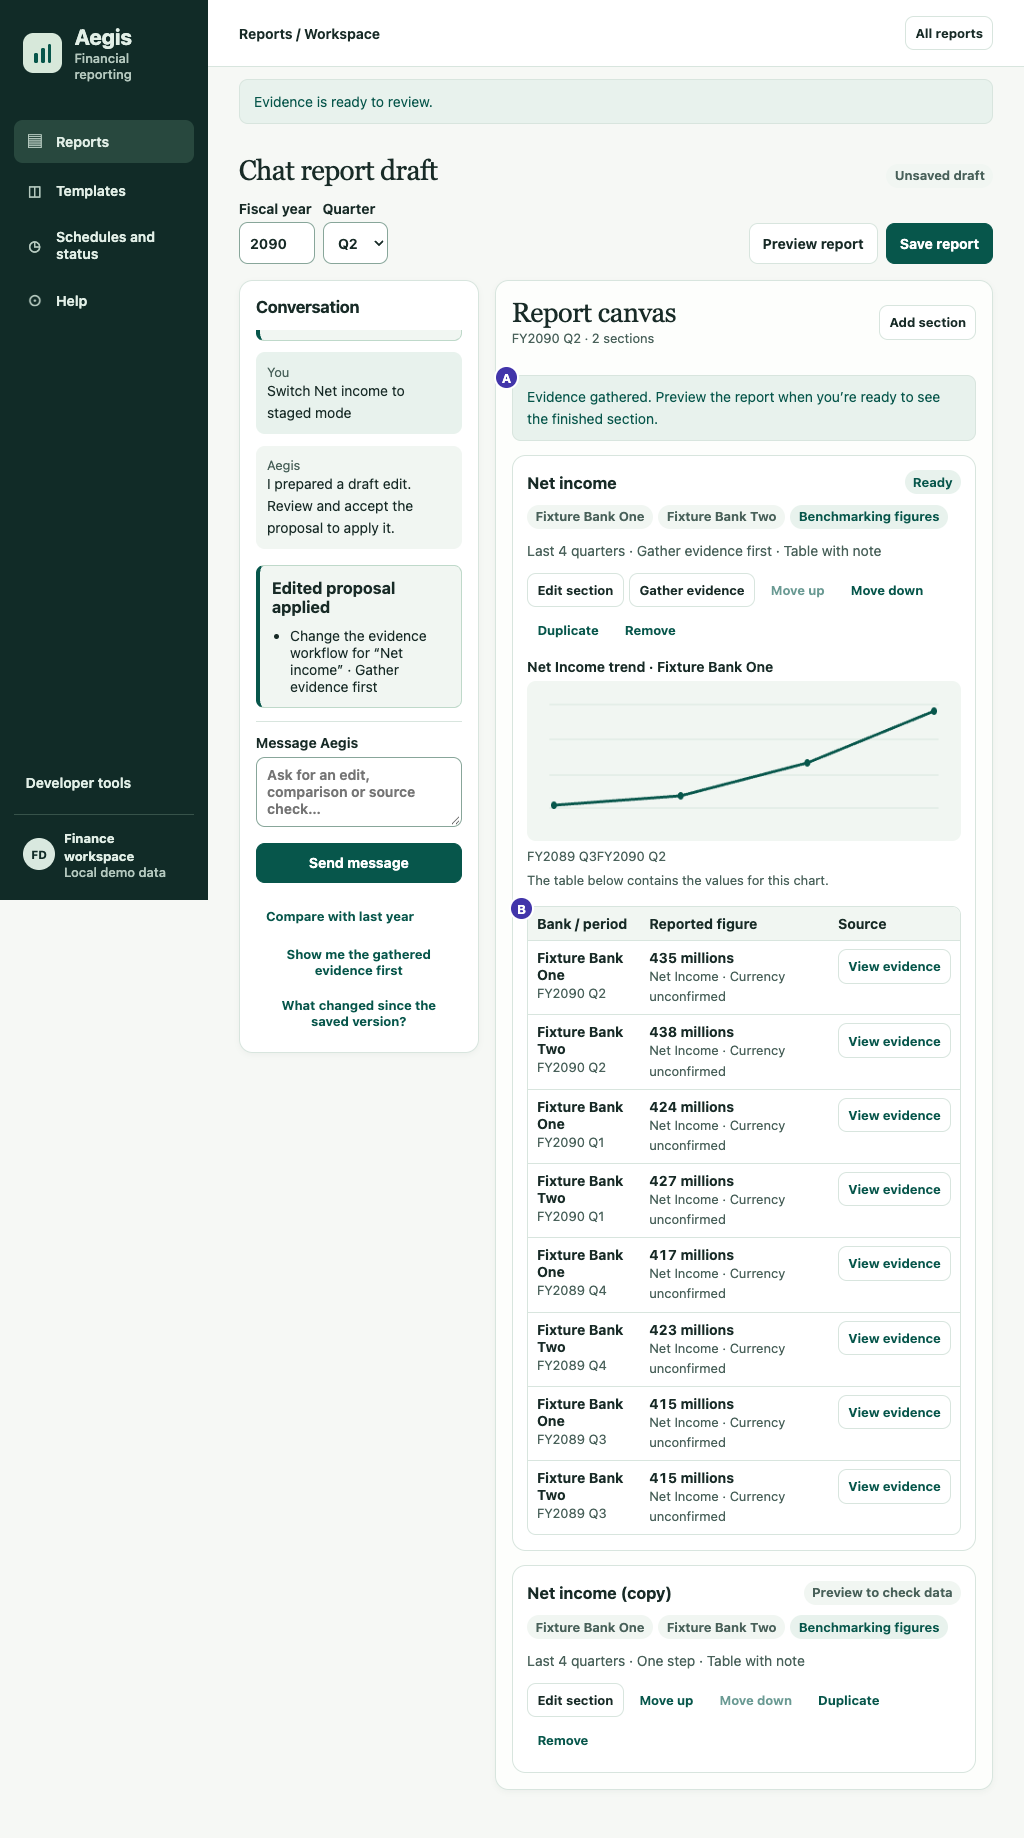 Aegis
Financial
reporting
Reports
Templates
Schedules and
status
Help
Developer tools
FD
Finance
workspace
Local demo data
Reports / Workspace
All reports
Evidence is ready to review.
Chat report draft
Unsaved draft
Fiscal year
Quarter
2090
Q2
Preview report
Save report
Conversation
You
Switch Net income to
staged mode
Aegis
I prepared a draft edit.
Review and accept the
proposal to apply it.
Edited proposal
applied
Change the evidence
workflow for “Net
income” · Gather
evidence first
Message Aegis
Ask for an edit,
comparison or source
check...
Send message
Compare with last year
Show me the gathered
evidence first
What changed since the
saved version?
Report canvas
FY2090 Q2 · 2 sections
Add section
A
Evidence gathered. Preview the report when you’re ready to see
the finished section.
Net income
Ready
Fixture Bank One
Fixture Bank Two
Benchmarking figures
Last 4 quarters · Gather evidence first · Table with note
Edit section
Gather evidence
Move up
Move down
Duplicate
Remove
Net Income trend · Fixture Bank One
FY2089 Q3FY2090 Q2
The table below contains the values for this chart.
B
Bank / period
Reported figure
Source
Fixture Bank
One
FY2090 Q2
435 millions
Net Income · Currency
unconfirmed
View evidence
Fixture Bank
Two
FY2090 Q2
438 millions
Net Income · Currency
unconfirmed
View evidence
Fixture Bank
One
FY2090 Q1
424 millions
Net Income · Currency
unconfirmed
View evidence
Fixture Bank
Two
FY2090 Q1
427 millions
Net Income · Currency
unconfirmed
View evidence
Fixture Bank
One
FY2089 Q4
417 millions
Net Income · Currency
unconfirmed
View evidence
Fixture Bank
Two
FY2089 Q4
423 millions
Net Income · Currency
unconfirmed
View evidence
Fixture Bank
One
FY2089 Q3
415 millions
Net Income · Currency
unconfirmed
View evidence
Fixture Bank
Two
FY2089 Q3
415 millions
Net Income · Currency
unconfirmed
View evidence
Net income (copy)
Preview to check data
Fixture Bank One
Fixture Bank Two
Benchmarking figures
Last 4 quarters · One step · Table with note
Edit section
Move up
Move down
Duplicate
Remove